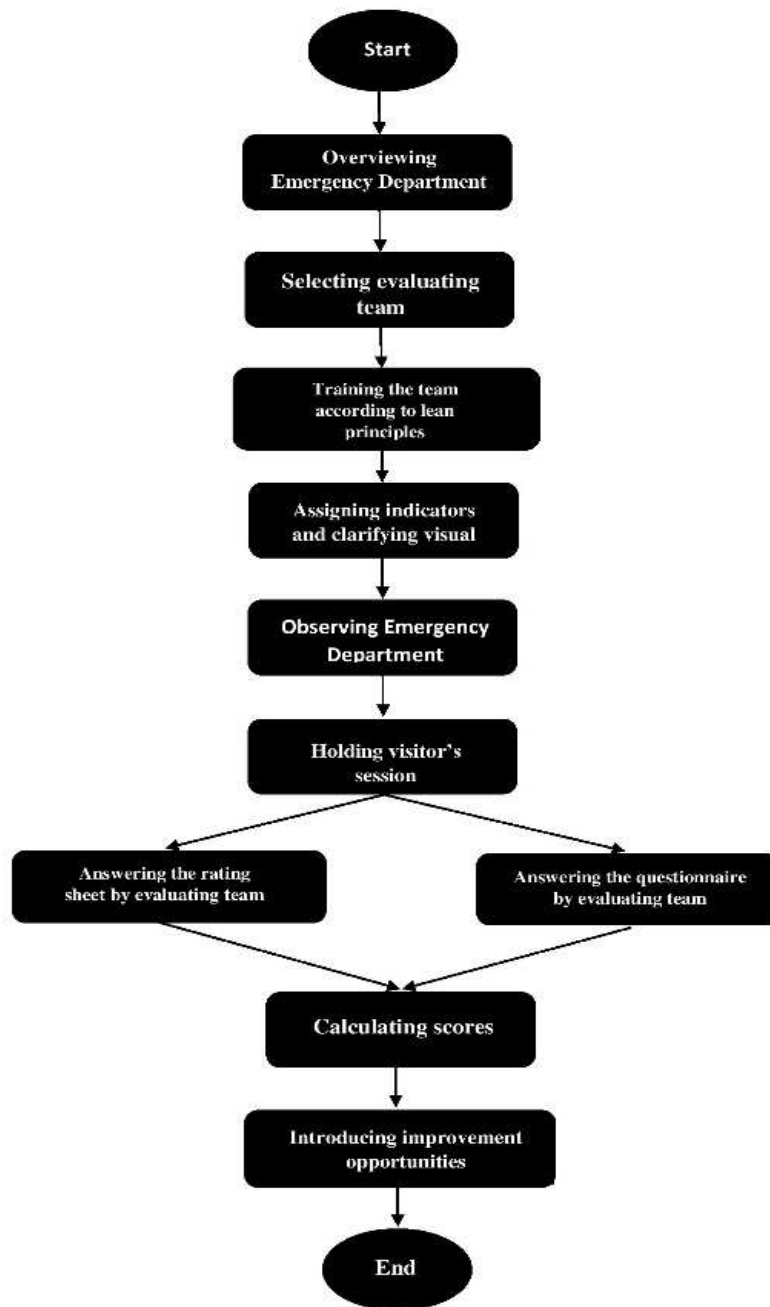 Start
Overviewing
Emergency Department
Selecting evaluating
team
Training the team
according to lean
principles
Assigning indicators
and clarifying visual
Observing Emergency
Department
Holding visitor’s
session
Answering the rating
sheet by evaluating team
Answering the questionnaire
by evaluating team
Calculating scores
Introducing improvement
opportunities
End